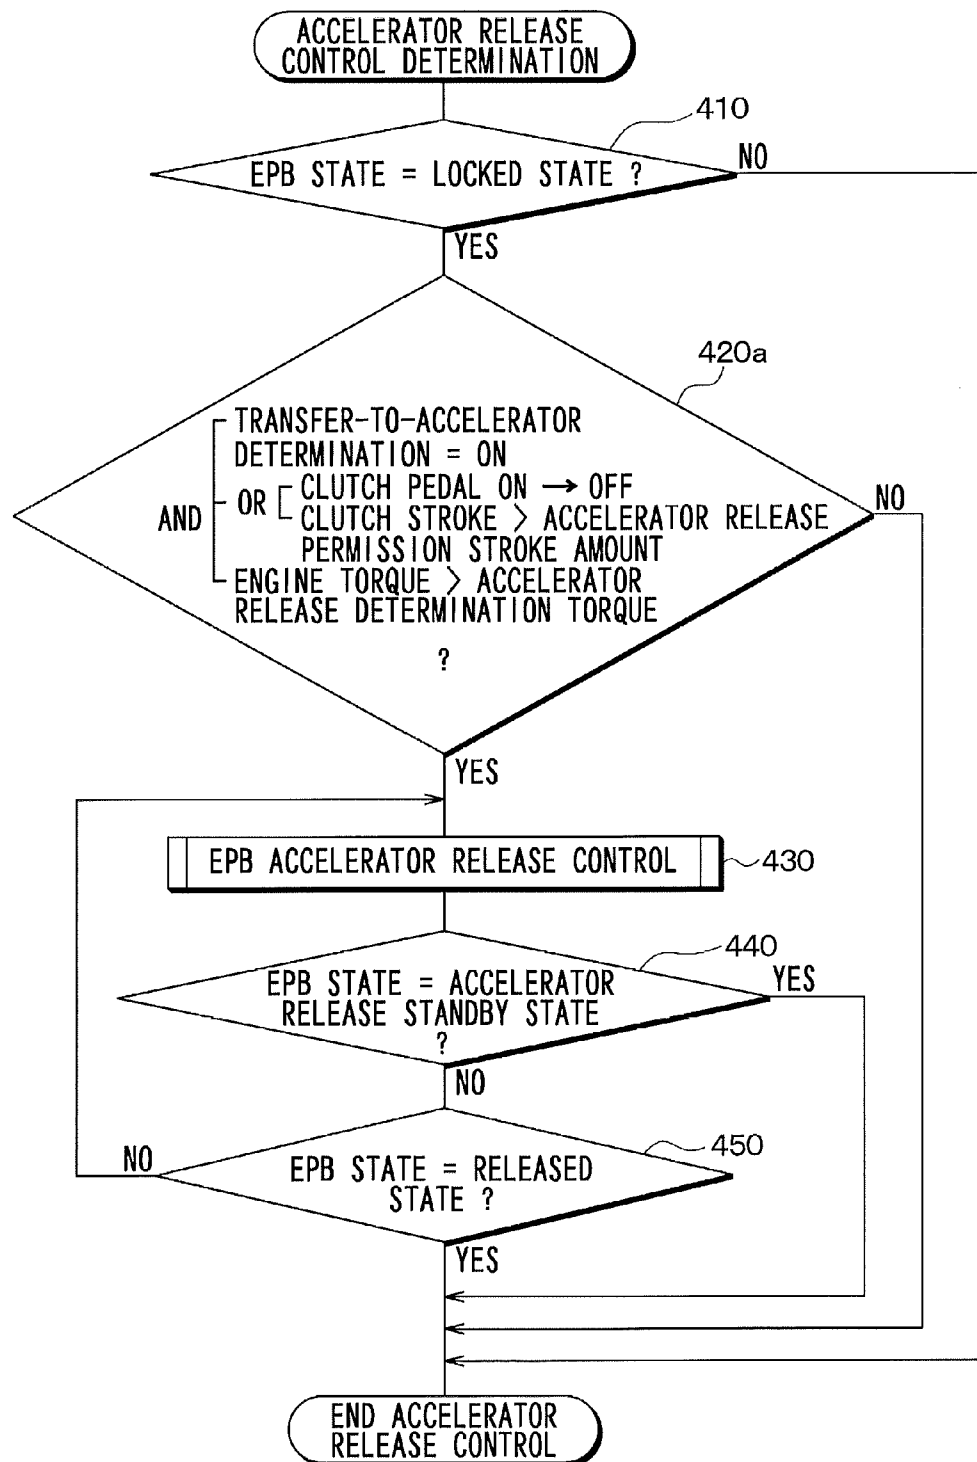 ACCELERATOR RELEASE
CONTROL DETERMINATION
410
EPB STATE = LOCKED STATE ?
NO
YES
420a
TRANSFER-TO-ACCELERATOR
DETERMINATION = ON
CLUTCH PEDAL ON → OFF
OR
CLUTCH STROKE > ACCELERATOR RELEASE
PERMISSION STROKE AMOUNT
AND
ENGINE TORQUE > ACCELERATOR
RELEASE DETERMINATION TORQUE
?
NO
YES
EPB ACCELERATOR RELEASE CONTROL
430
440
EPB STATE = ACCELERATOR
RELEASE STANDBY STATE
?
YES
NO
450
EPB STATE = RELEASED
STATE ?
NO
YES
END ACCELERATOR
RELEASE CONTROL